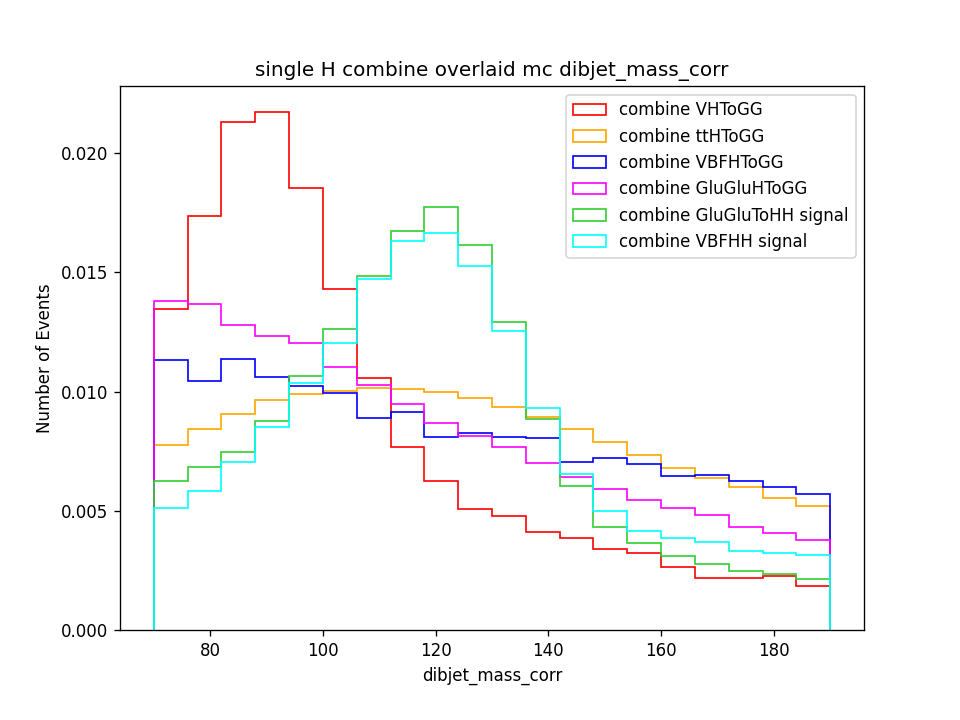 single H combine overlaid mc dibjet_mass_corr
combine VHToGG
combine ttHToGG
combine VBFHToGG
combine GluGluHToGG
combine GluGluToHH signal
combine VBFHH signal
Number of Events
0.020
0.015
0.010
0.005
0.000
80
100
120
140
160
180
dibjet_mass_corr